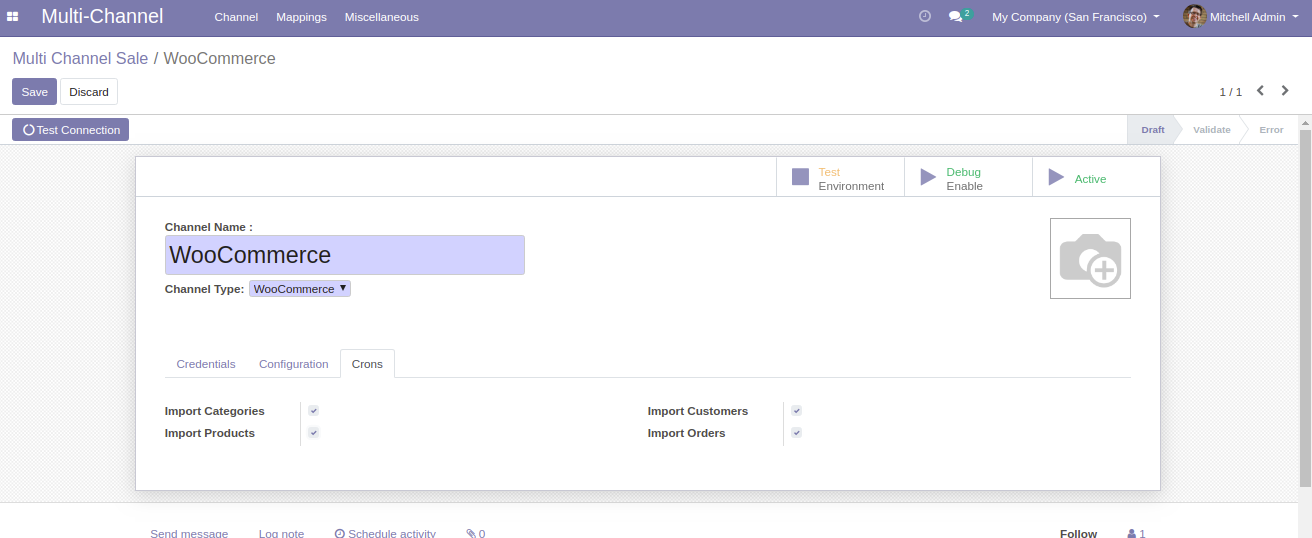 Multi-Channel Channel Mappings Miscellaneous 2 My Company (San Francisco) Mitchell Admin
Multi Channel Sale / WooCommerce
Save Discard 1 / 1
Test Connection Draft Validate Error
Test Environment Debug Enable Active
Channel Name :
WooCommerce
Channel Type: WooCommerce
Credentials Configuration Crons
Import Categories Import Customers
Import Products Import Orders
Send message Log note Schedule activity 0 Follow 1